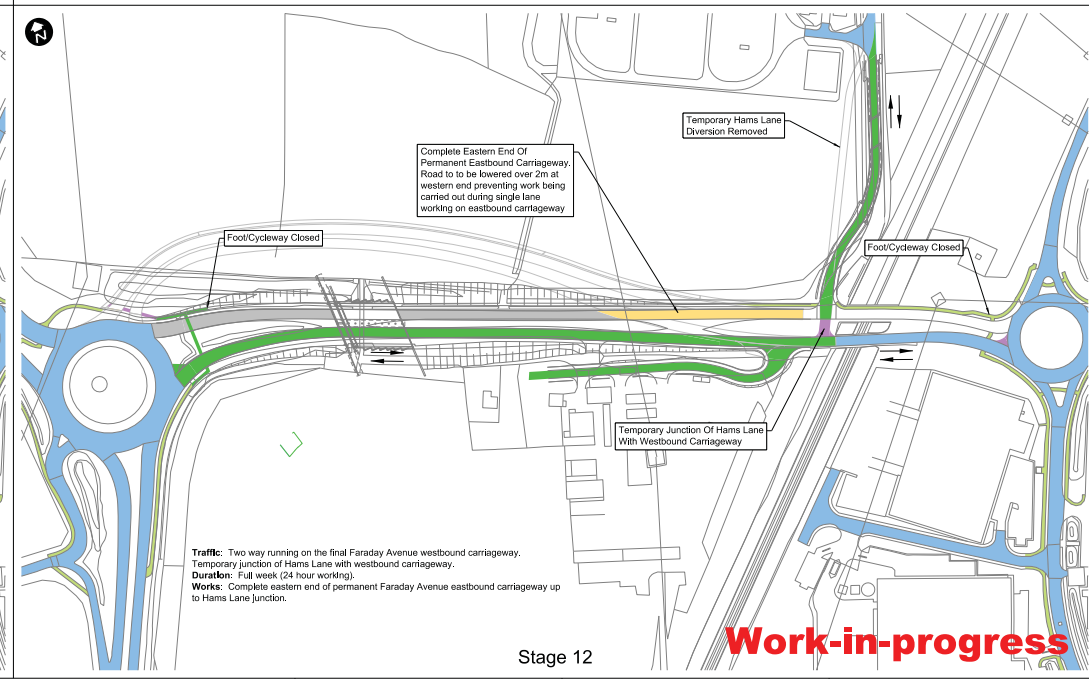 N
Temporary Hams Lane
Diversion Removed
Complete Eastern End Of
Permanent Eastbound Carriageway.
Road to to be lowered over 2m at
western end preventing work being
carried out during single lane
working on eastbound carriageway
Foot/Cycleway Closed
Foot/Cycleway Closed
Temporary Junction Of Hams Lane
With Westbound Carriageway
Traffic: Two way running on the final Faraday Avenue westbound carriageway.
Temporary junction of Hams Lane with westbound carriageway.
Duration: Full week (24 hour working).
Works: Complete eastern end of permanent Faraday Avenue eastbound carriageway up
to Hams Lane junction.
Stage 12
Work-in-progress